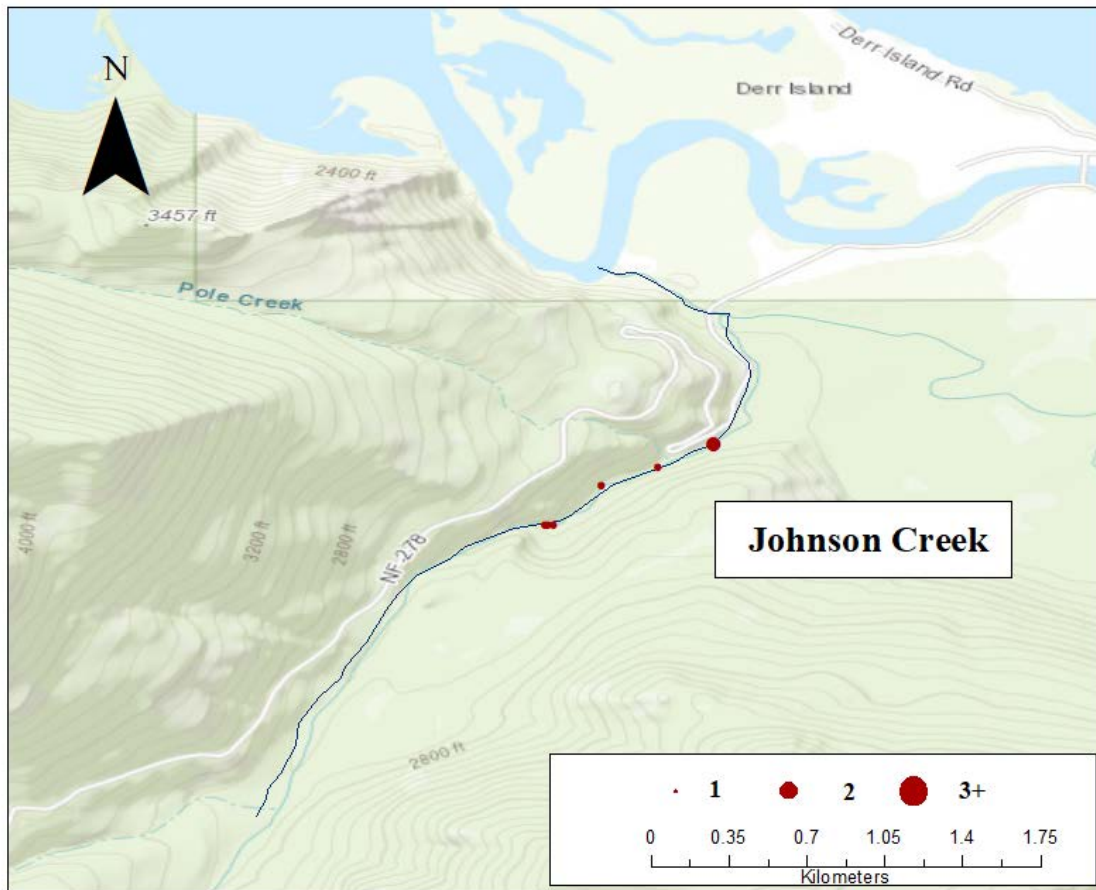 Derr Island Rd
Derr Island
N
2400 ft
3457 ft
Pole Creek
4000 ft
3200 ft
2800 ft
NF-278
Johnson Creek
2800 ft
1 2 3+
0 0.35 0.7 1.05 1.4 1.75
Kilometers